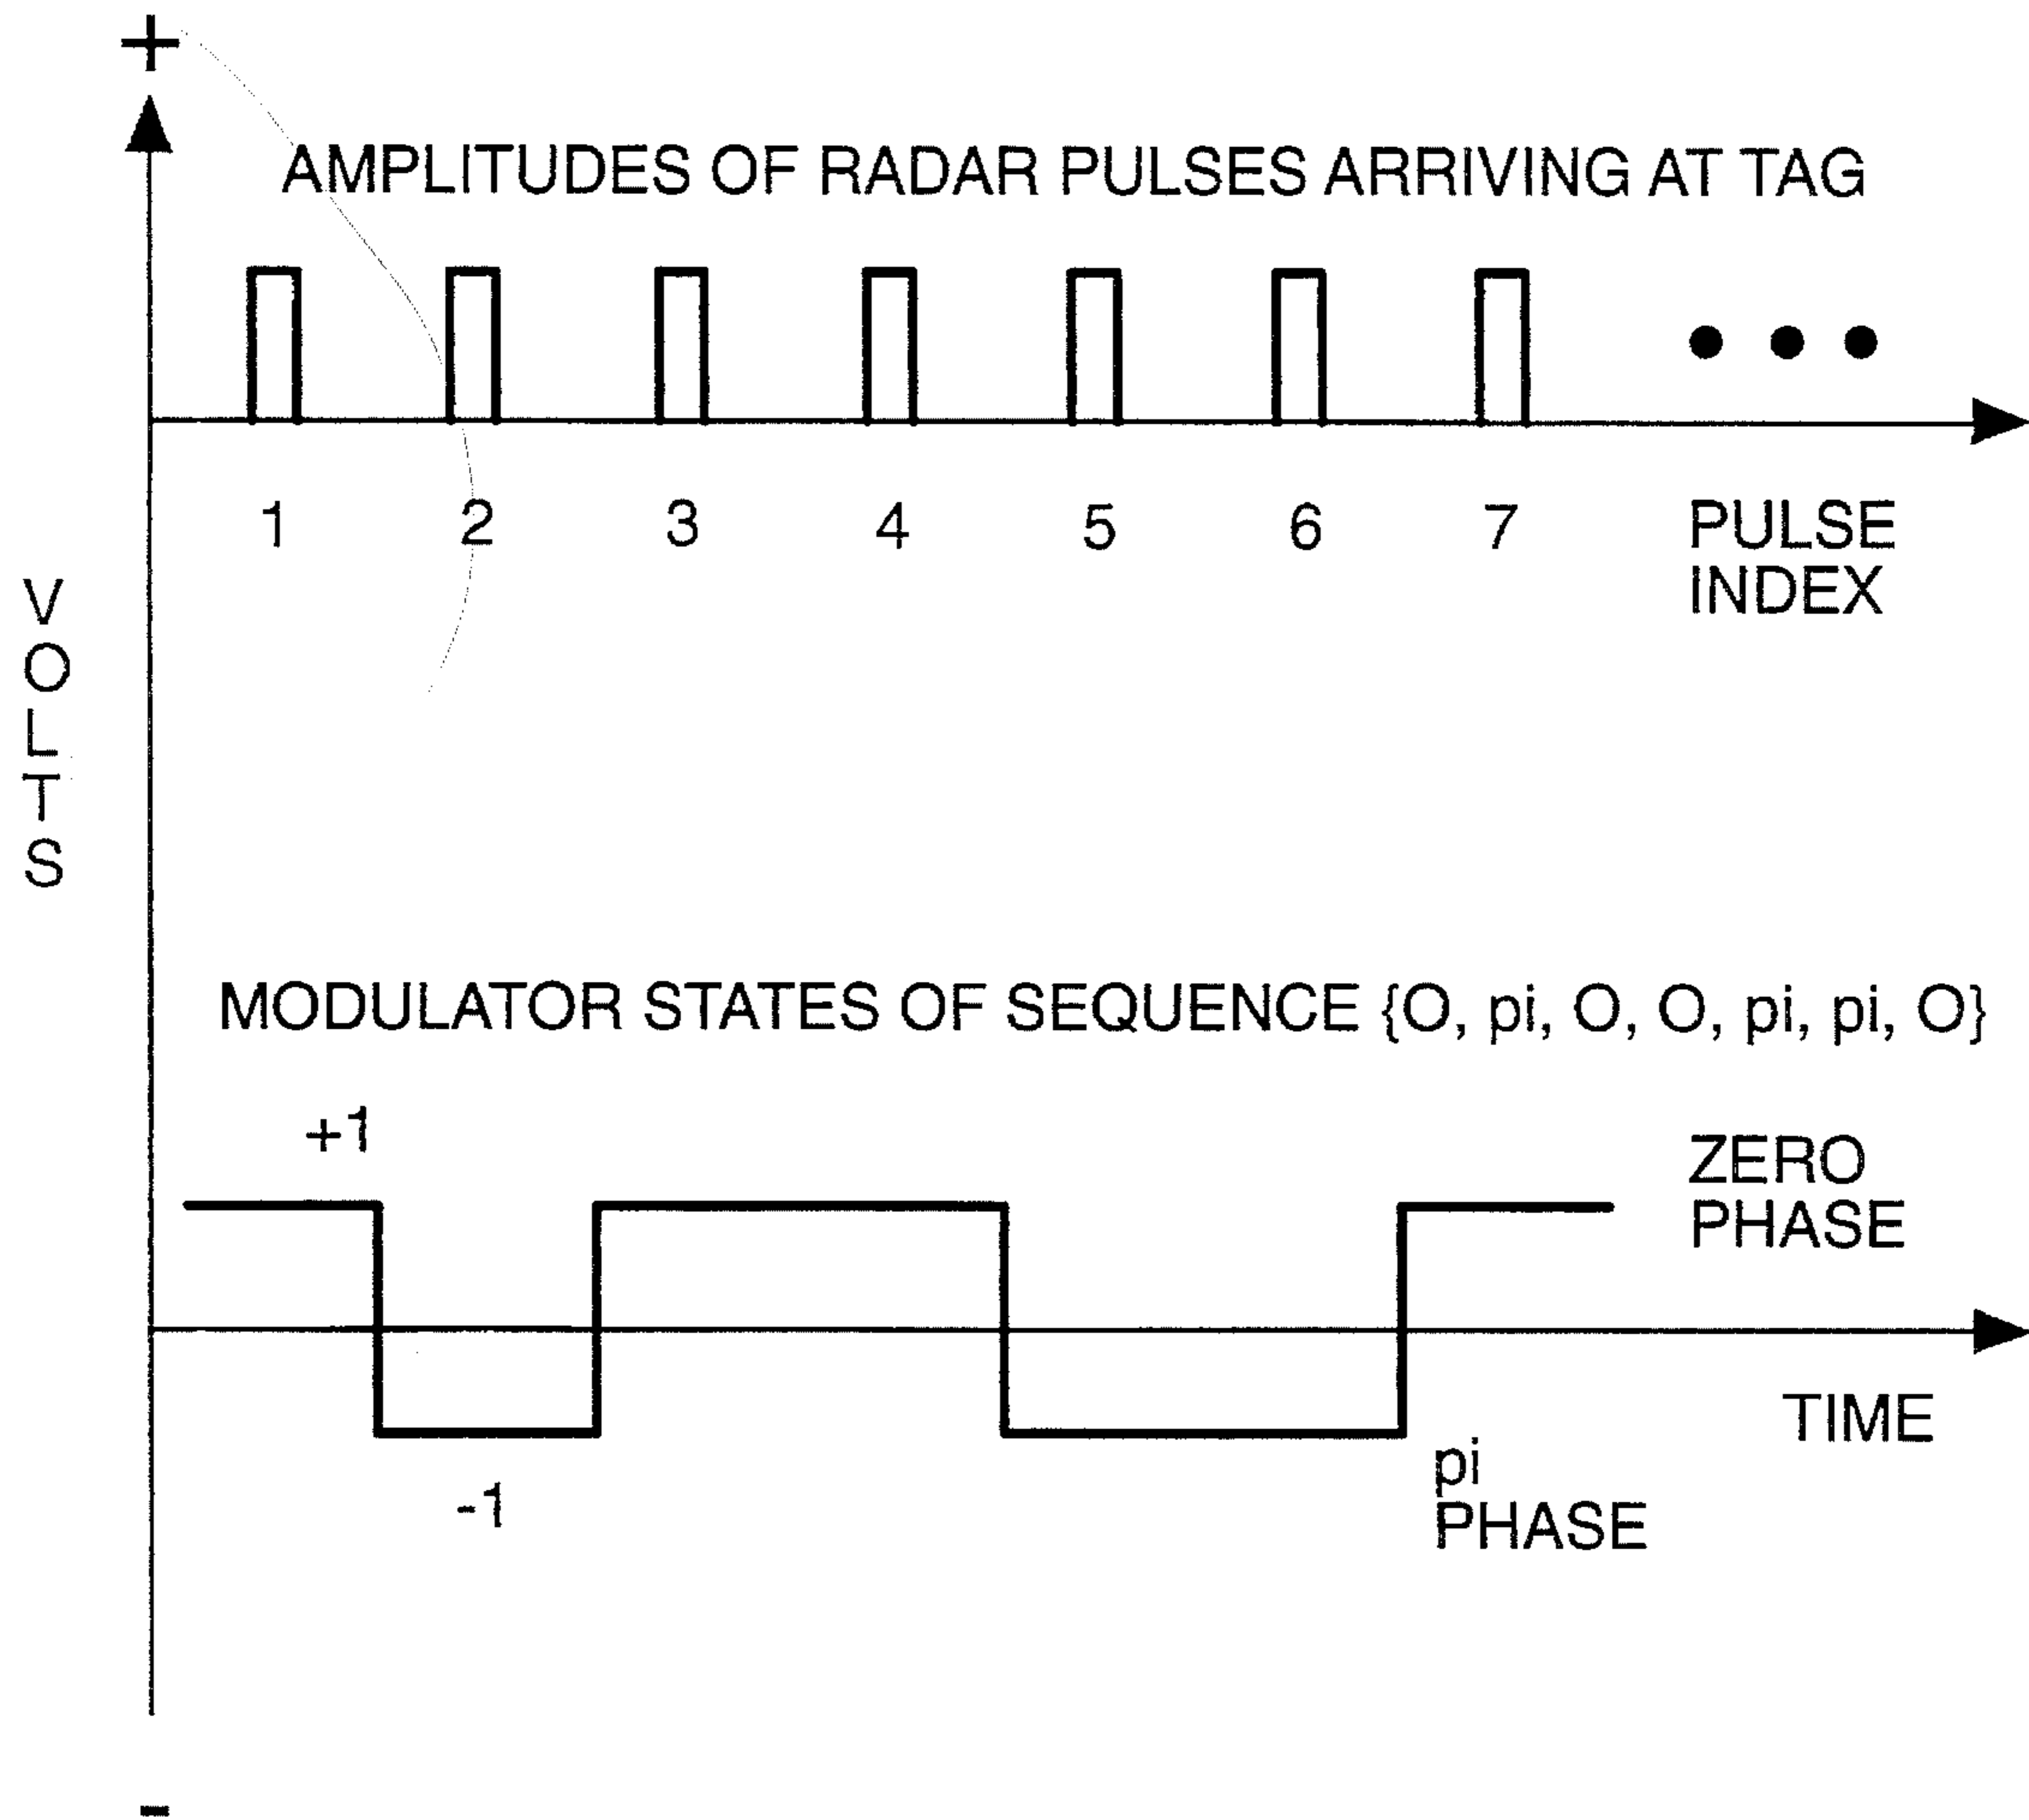 +
AMPLITUDES OF RADAR PULSES ARRIVING AT TAG
1 2 3 4 5 6 7 PULSE
INDEX
VOLTS
MODULATOR STATES OF SEQUENCE {O, pi, O, O, pi, pi, O}
+1
ZERO
PHASE
TIME
pi
PHASE
-1
-